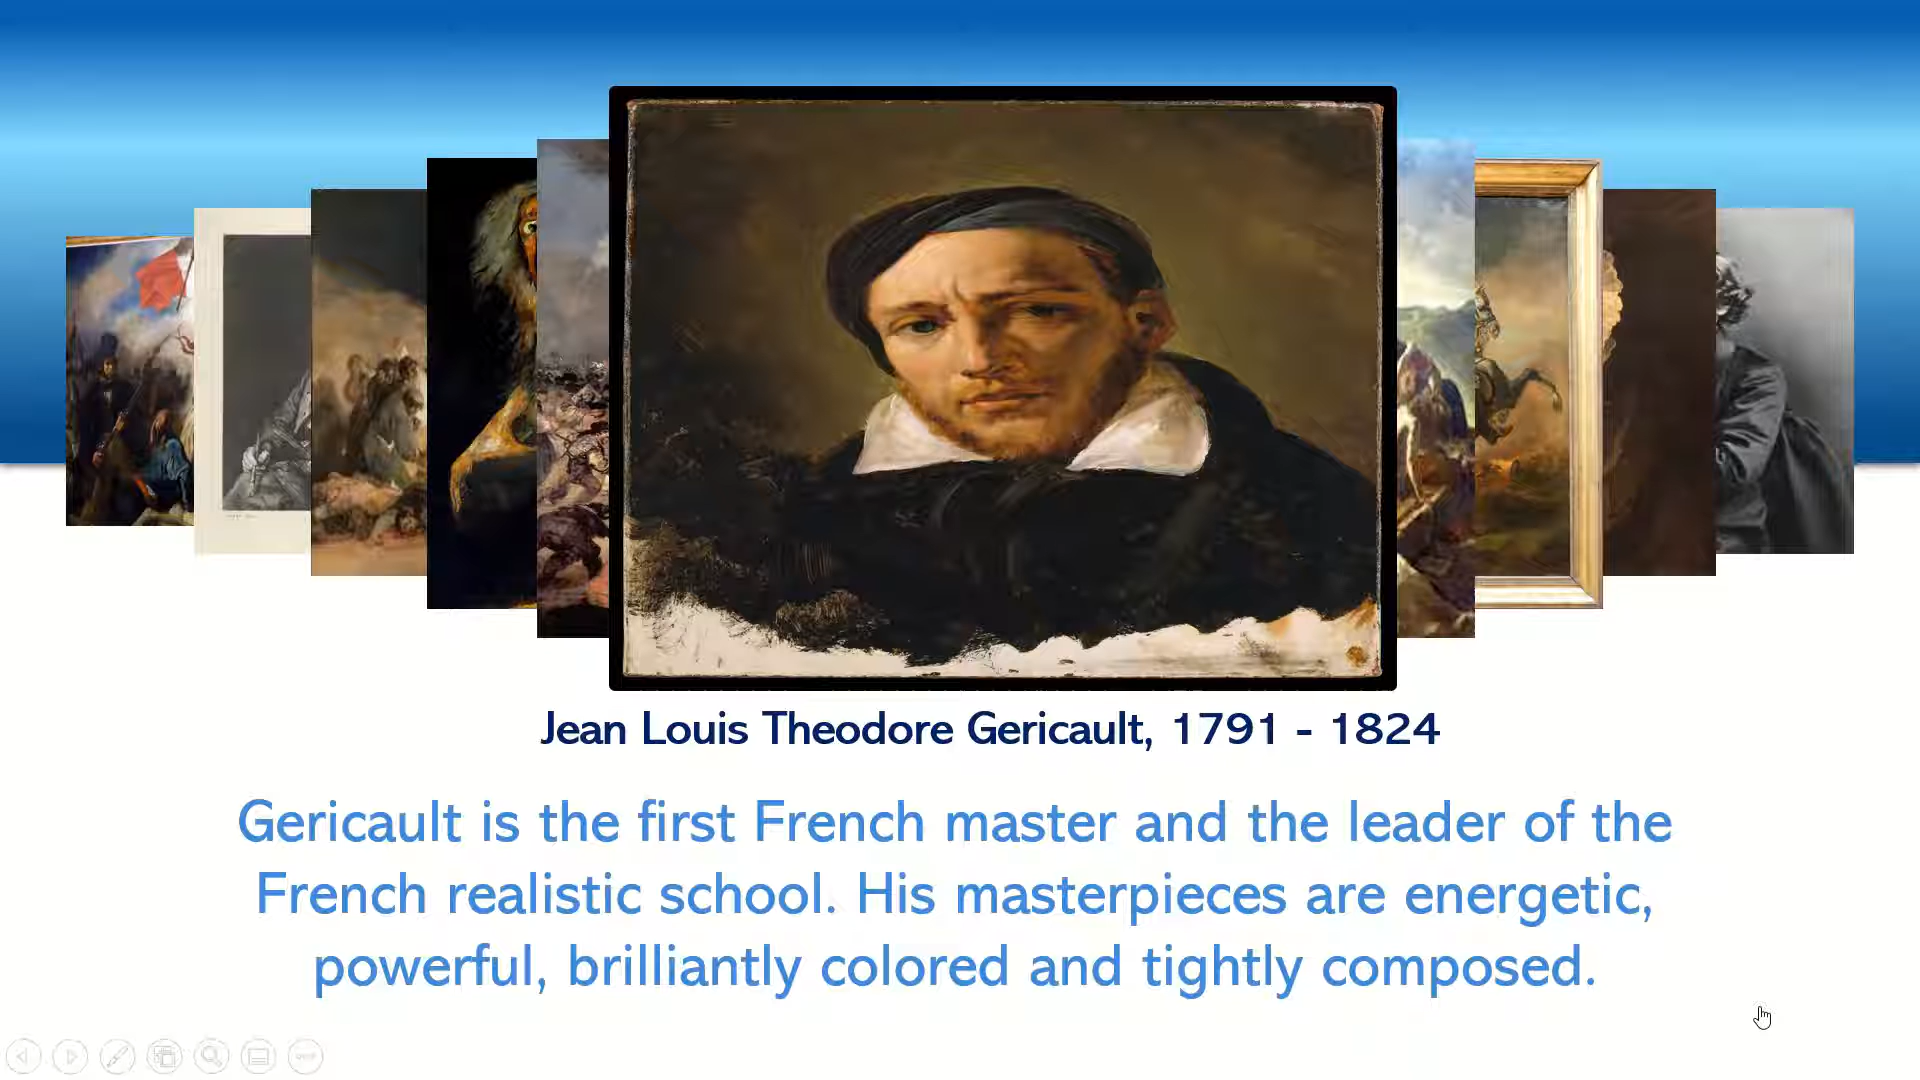 Jean Louis Theodore Gericault, 1791 - 1824
Gericault is the first French master and the leader of the
French realistic school. His masterpieces are energetic,
powerful, brilliantly colored and tightly composed.